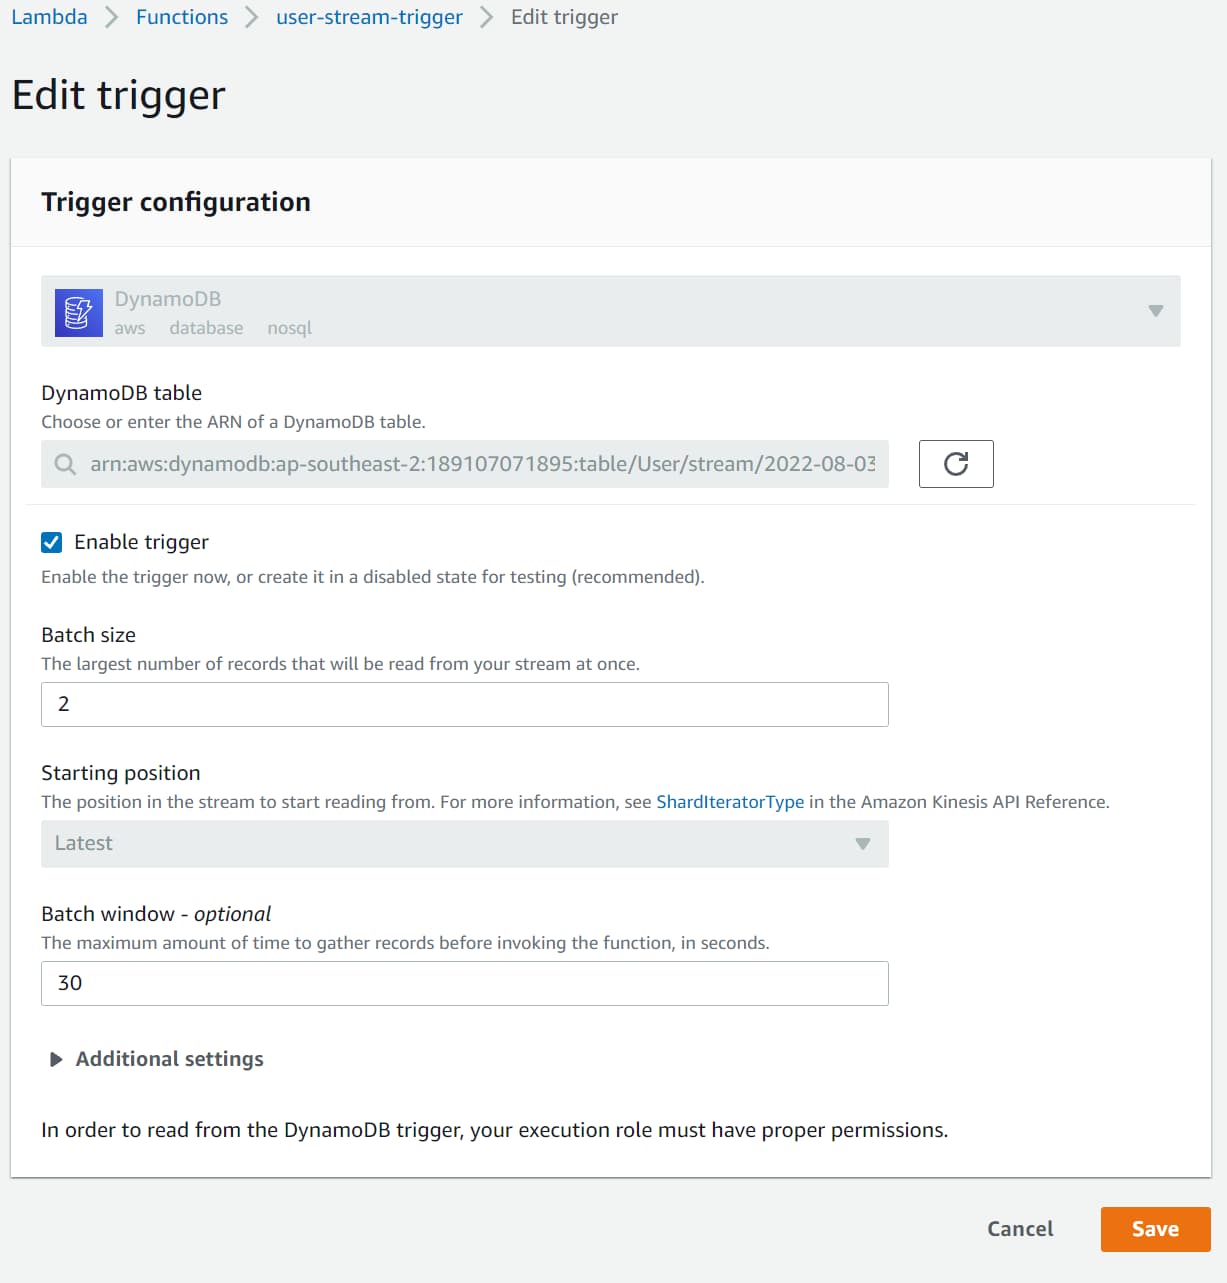 Lambda > Functions > user-stream-trigger > Edit trigger
Edit trigger
Trigger configuration
DynamoDB
aws database nosql
DynamoDB table
Choose or enter the ARN of a DynamoDB table.
arn:aws:dynamodb:ap-southeast-2:189107071895:table/User/stream/2022-08-03
Enable trigger
Enable the trigger now, or create it in a disabled state for testing (recommended).
Batch size
The largest number of records that will be read from your stream at once.
2
Starting position
The position in the stream to start reading from. For more information, see ShardIteratorType in the Amazon Kinesis API Reference.
Latest
Batch window - optional
The maximum amount of time to gather records before invoking the function, in seconds.
30
Additional settings
In order to read from the DynamoDB trigger, your execution role must have proper permissions.
Cancel Save